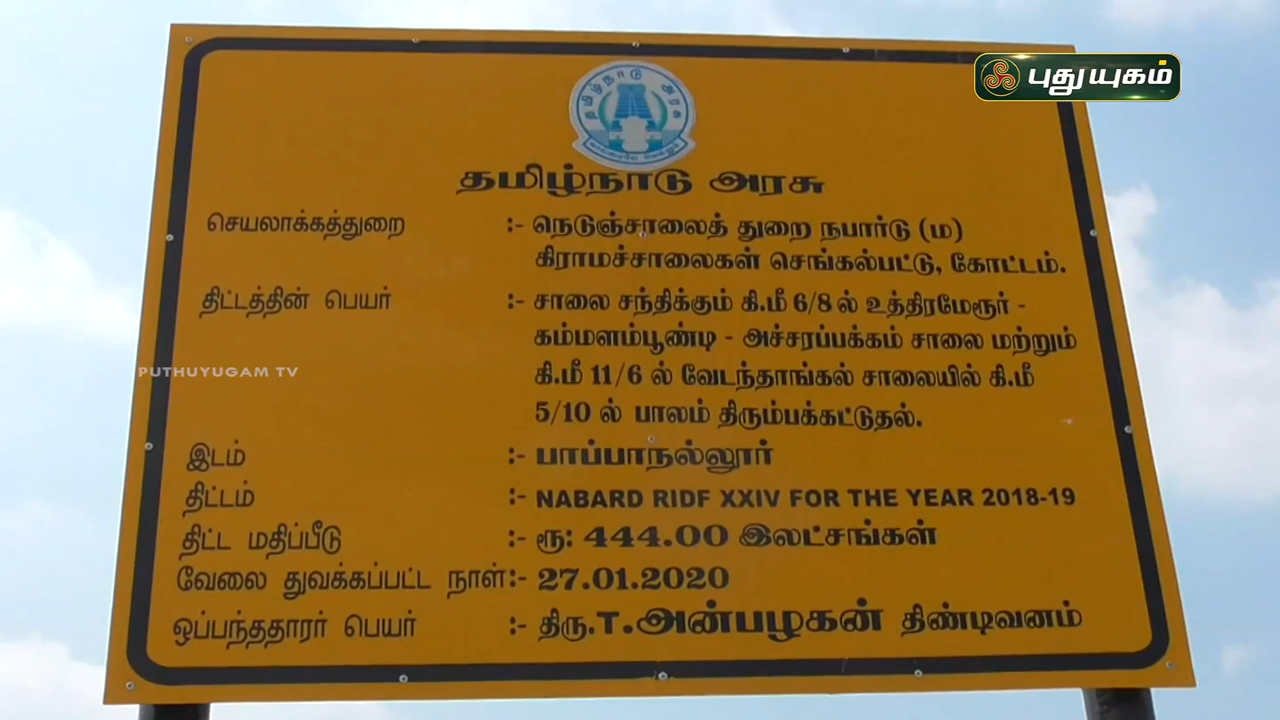 புதுயுகம்
தமிழ்நாடு அரசு
தமிழ்நாடு அரசு
செயலாக்கத்துறை :- நெடுஞ்சாலைத் துறை நபார்டு (ம)
கிராமச்சாலைகள் செங்கல்பட்டு, கோட்டம்.
திட்டத்தின் பெயர் :- சாலை சந்திக்கும் கி.மீ 6/8 ல் உத்திரமேரூர் -
கம்மளம்பூண்டி - அச்சரப்பக்கம் சாலை மற்றும்
PUTHUYUGAM TV
கி.மீ 11/6 ல் வேடந்தாங்கல் சாலையில் கி.மீ
5/10 ல் பாலம் திரும்பக்கட்டுதல்.
இடம் :- பாப்பாநல்லூர்
திட்டம் :- NABARD RIDF XXIV FOR THE YEAR 2018-19
திட்ட மதிப்பீடு :- ரூ: 444.00 இலட்சங்கள்
வேலை துவக்கப்பட்ட நாள்:- 27.01.2020
ஒப்பந்ததாரர் பெயர் :- திரு.T.அன்பழகன் திண்டிவனம்